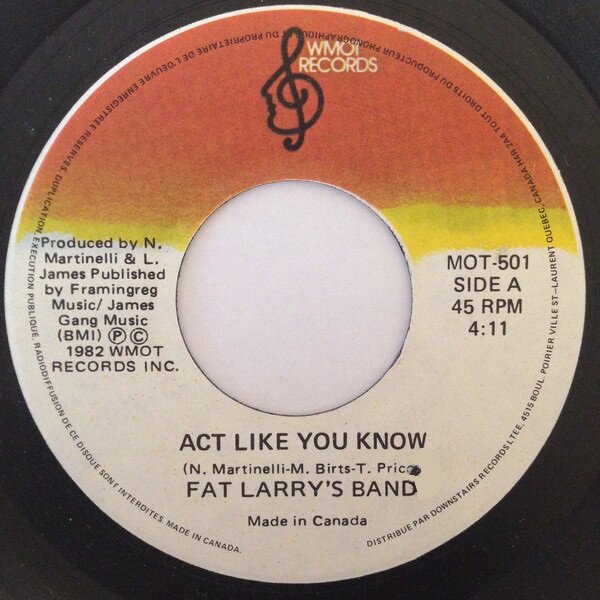 WMOT
RECORDS
Produced by N.
Martinelli & L.
James Published
by Framingreg
Music/ James
Gang Music
(BMI) Ⓟ Ⓒ
1982 WMOT
RECORDS INC.
MOT-501
SIDE A
45 RPM
4:11
ACT LIKE YOU KNOW
(N. Martinelli-M. Birts-T. Price
FAT LARRY'S BAND
Made in Canada
TOUT DROITS DU PRODUCTEUR PHONOGRAPHIQUE ET DU PROPRIETAIRE DE L'OEUVRE ENREGISTREE RESERVES. DUPLICATION, EXECUTION PUBLIQUE, RADIODIFFUSION DE CE DISQUE SONT INTERDITES. MADE IN CANADA.
DISTRIBUE PAR DOWNSTAIRS RECORDS LTEE, 4515 BOUL. POIRIER VILLE ST-LAURENT QUEBEC, CANADA H4R 2A4